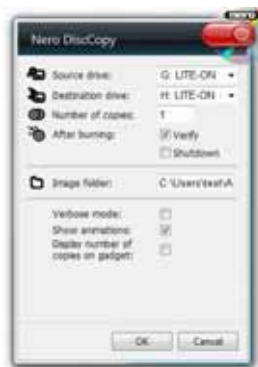 nero
Nero DiscCopy
Source drive: G: LITE-ON
Destination drive: H: LITE-ON
Number of copies: 1
After burning: Verify
Shutdown
Image folder: C:\Users\test\A
Verbose mode:
Show animations:
Display number of
copies on gadget:
OK Cancel